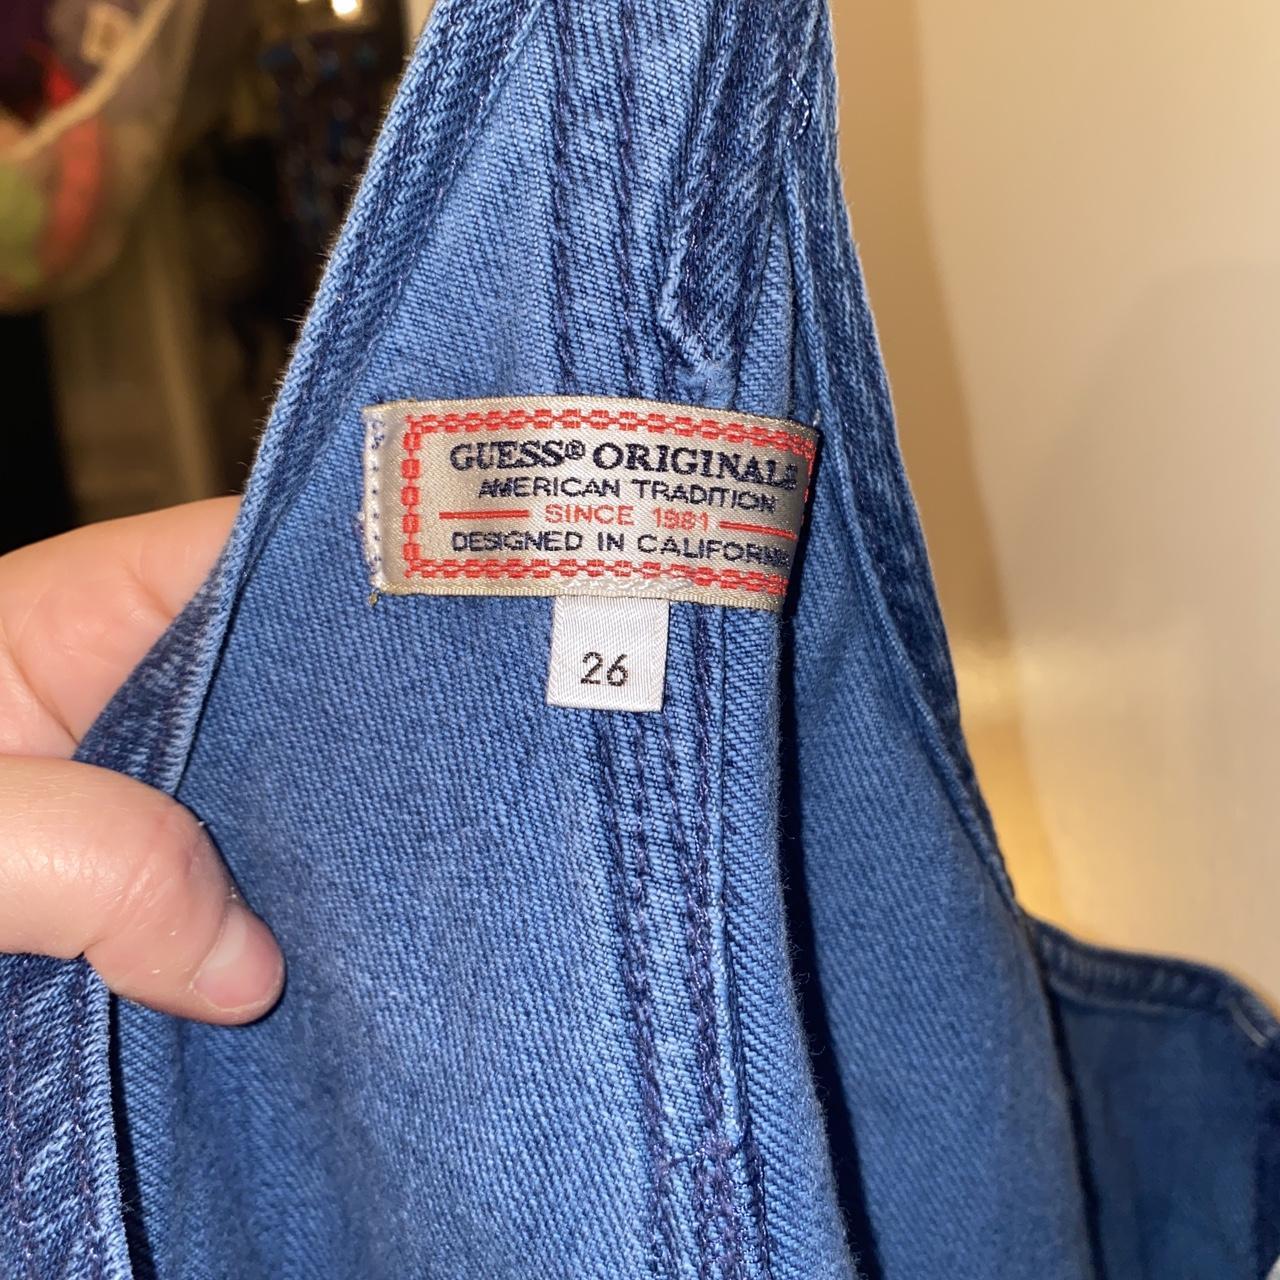 GUESS® ORIGINALS
AMERICAN TRADITION
SINCE 1981
DESIGNED IN CALIFORNIA
26